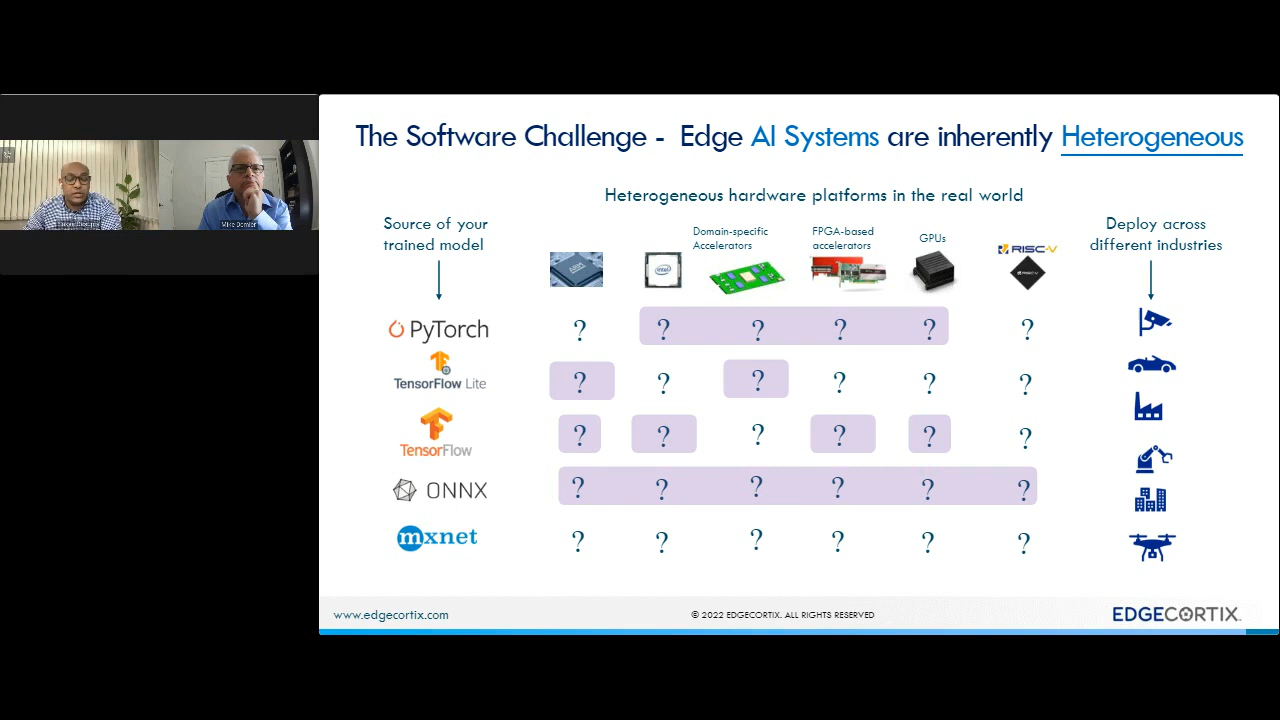 The Software Challenge - Edge AI Systems are inherently Heterogeneous
Heterogeneous hardware platforms in the real world
Source of your
trained model
Domain-specific
Accelerators
FPGA-based
accelerators
GPUs
RISC-V
Deploy across
different industries
intel
RISC-V
PyTorch
? ? ? ? ? ?
TensorFlow Lite
? ? ? ? ? ?
TensorFlow
? ? ? ? ? ?
ONNX
? ? ? ? ? ?
mxnet
? ? ? ? ? ?
Mike Demler
www.edgecortix.com
© 2022 EDGECORTIX. ALL RIGHTS RESERVED
EDGECORTIX